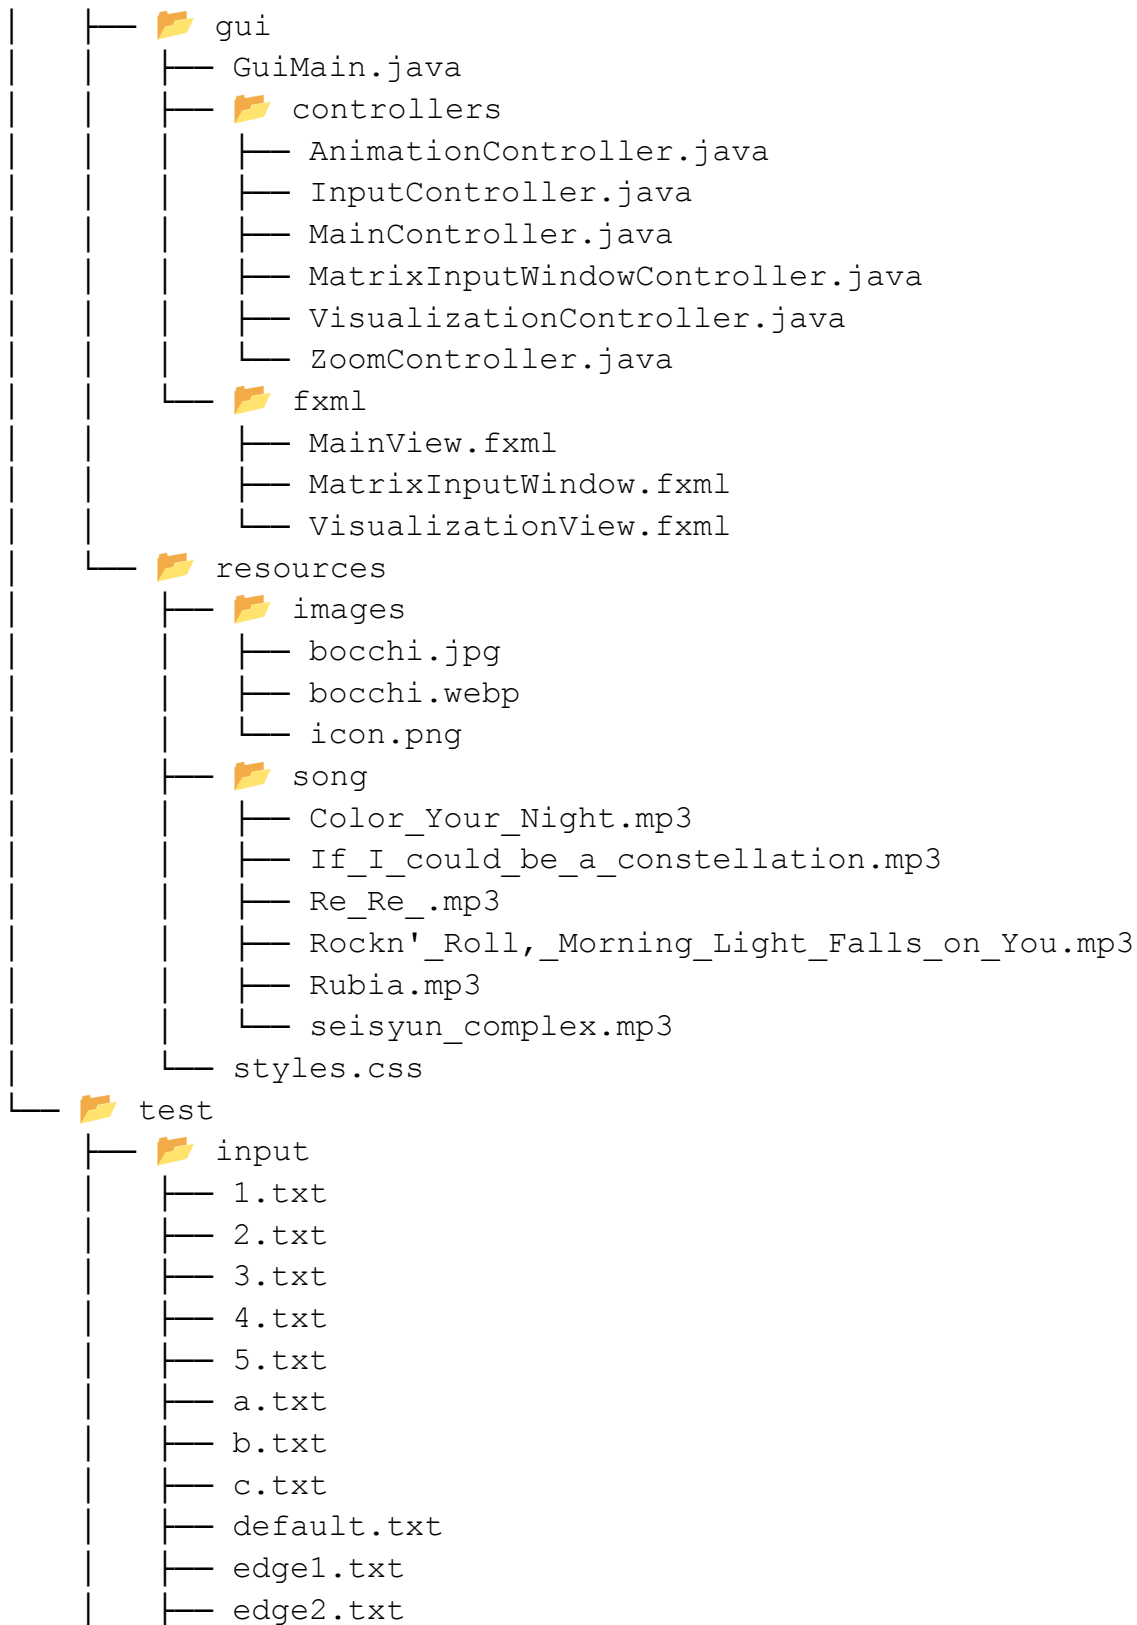 │   ├── 📂 gui
│   │   ├── GuiMain.java
│   │   ├── 📂 controllers
│   │   │   ├── AnimationController.java
│   │   │   ├── InputController.java
│   │   │   ├── MainController.java
│   │   │   ├── MatrixInputWindowController.java
│   │   │   ├── VisualizationController.java
│   │   │   └── ZoomController.java
│   │   └── 📂 fxml
│   │       ├── MainView.fxml
│   │       ├── MatrixInputWindow.fxml
│   │       └── VisualizationView.fxml
│   └── 📂 resources
│       ├── 📂 images
│       │   ├── bocchi.jpg
│       │   ├── bocchi.webp
│       │   └── icon.png
│       ├── 📂 song
│       │   ├── Color_Your_Night.mp3
│       │   ├── If_I_could_be_a_constellation.mp3
│       │   ├── Re_Re_.mp3
│       │   ├── Rockn'_Roll,_Morning_Light_Falls_on_You.mp3
│       │   ├── Rubia.mp3
│       │   └── seisyun_complex.mp3
│       └── styles.css
└── 📂 test
    ├── 📂 input
    │   ├── 1.txt
    │   ├── 2.txt
    │   ├── 3.txt
    │   ├── 4.txt
    │   ├── 5.txt
    │   ├── a.txt
    │   ├── b.txt
    │   ├── c.txt
    │   ├── default.txt
    │   ├── edge1.txt
    │   ├── edge2.txt